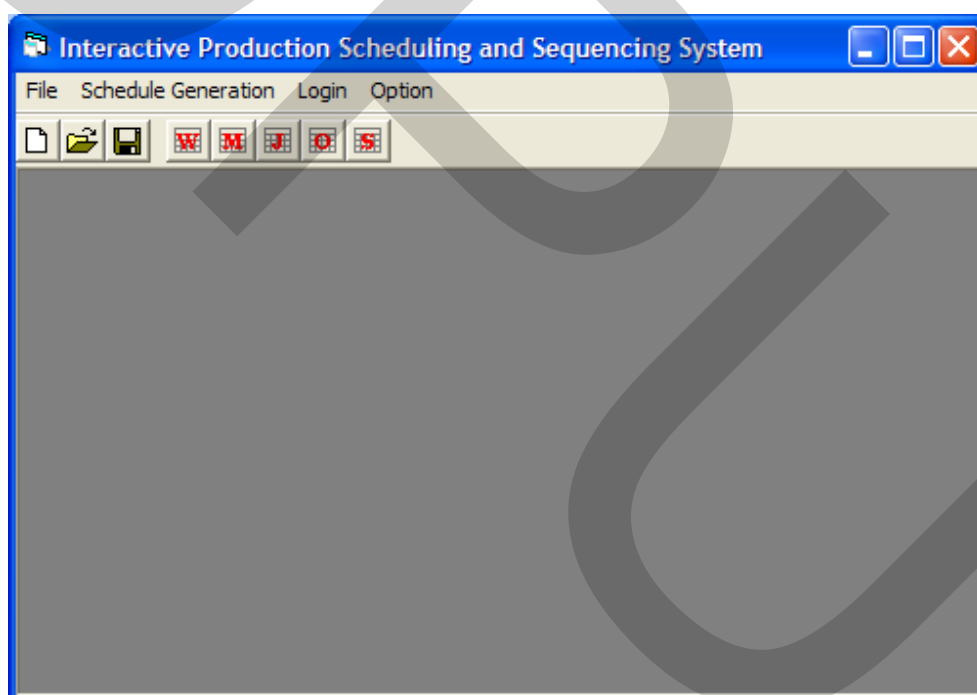 Interactive Production Scheduling and Sequencing System
File Schedule Generation Login Option
W M J O S